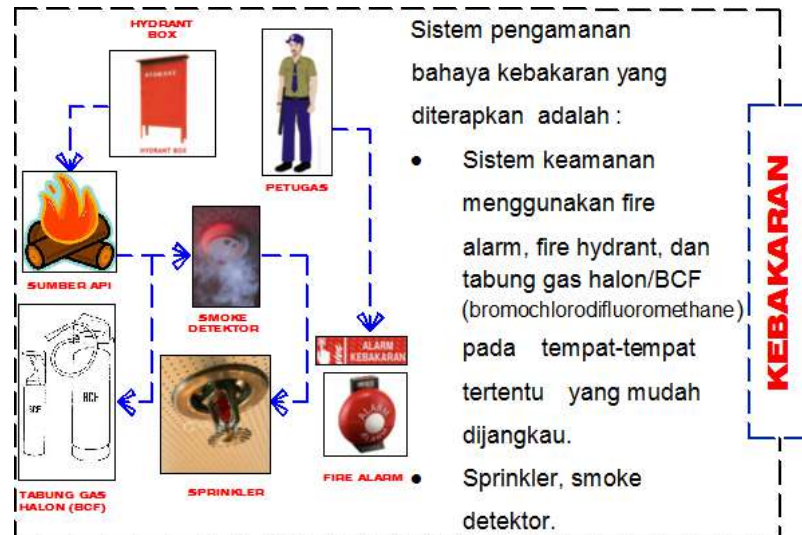 HYDRANT
BOX
HYDRANT
HYDRANT BOX
PETUGAS
SUMBER API
SMOKE
DETEKTOR
ALARM
KEBAKARAN
BCF
BCF
ALARM
TABUNG GAS
HALON (BCF)
SPRINKLER
FIRE ALARM
Sistem pengamanan
bahaya kebakaran yang
diterapkan adalah :
• Sistem keamanan
menggunakan fire
alarm, fire hydrant, dan
tabung gas halon/BCF
(bromochlorodifluoromethane)
pada tempat-tempat
tertentu yang mudah
dijangkau.
• Sprinkler, smoke
detektor.
KEBAKARAN